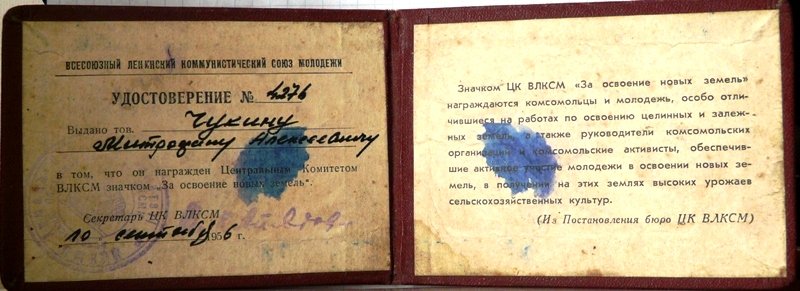 ВСЕСОЮЗНЫЙ ЛЕНИНСКИЙ КОММУНИСТИЧЕСКИЙ СОЮЗ МОЛОДЕЖИ
УДОСТОВЕРЕНИЕ № 4276
Чукину
Выдано тов.
Митрофану Алексеевичу
в том, что он награжден Центральным Комитетом
ВЛКСМ значком „За освоение новых земель".
Секретарь ЦК ВЛКСМ
10 сентября 1956 г.
Значком ЦК ВЛКСМ «За освоение новых земель»
награждаются комсомольцы и молодежь, особо отли-
чившиеся на работах по освоению целинных и залеж-
ных земель, а также руководители комсомольских
организаций и комсомольские активисты, обеспечив-
шие активное участие молодежи в освоении новых зе-
мель, в получении на этих землях высоких урожаев
сельскохозяйственных культур.
(Из Постановления бюро ЦК ВЛКСМ)